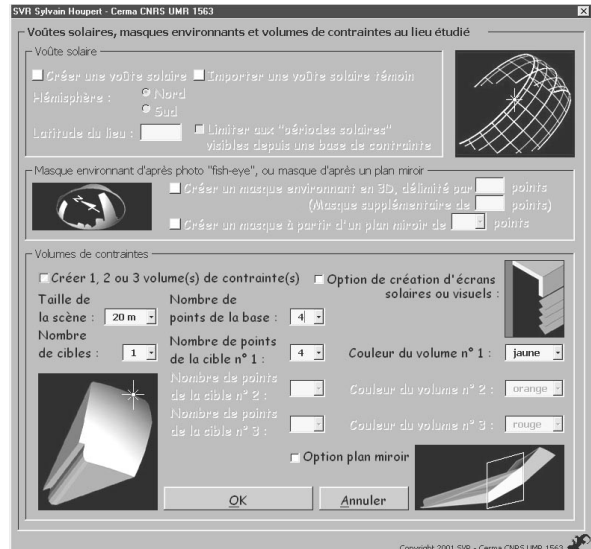 SVR Sylvain Houpert - Cerma CNRS UMR 1563
Voûtes solaires, masques environnants et volumes de contraintes au lieu étudié
Voûte solaire
Créer une voûte solaire Importer une voûte solaire témoin
Hémisphère : Nord
Sud
Latitude du lieu : Limiter aux "périodes solaires"
visibles depuis une base de contrainte
Masque environnant d'après photo "fish-eye", ou masque d'après un plan miroir
Créer un masque environnant en 3D, délimité par points
(Masque supplémentaire de points)
Créer un masque à partir d'un plan miroir de points
Volumes de contraintes
Créer 1, 2 ou 3 volume(s) de contrainte(s) Option de création d'écrans
solaires ou visuels :
Taille de
la scène : 20 m
Nombre de
points de la base : 4
Nombre
de cibles : 1
Nombre de points
de la cible n° 1 : 4
Couleur du volume n° 1 : jaune
Nombre de points
de la cible n° 2 :
Couleur du volume n° 2 : orange
Nombre de points
de la cible n° 3 :
Couleur du volume n° 3 : rouge
Option plan miroir
OK Annuler
Copyright 2001 SVR - Cerma CNRS UMR 1563